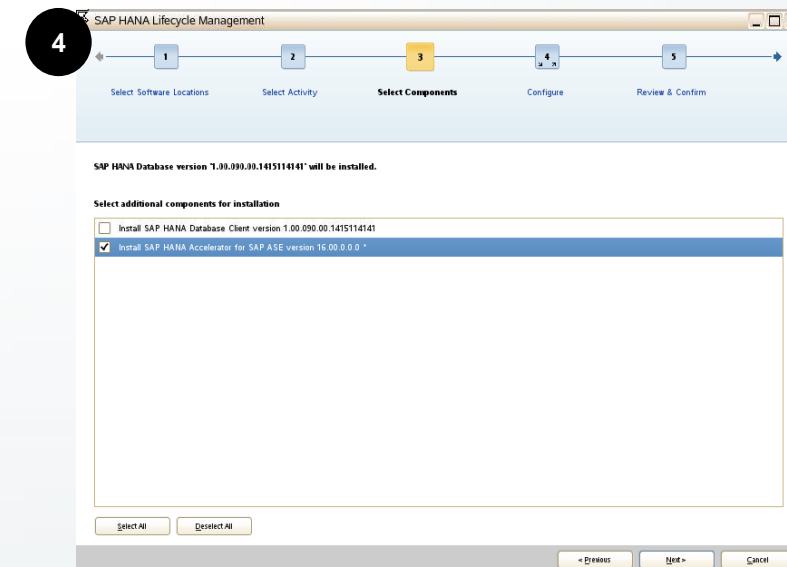 4
SAP HANA Lifecycle Management
1 2 3 4 5
Select Software Locations Select Activity Select Components Configure Review & Confirm
SAP HANA Database version '1.00.090.00.1415114141' will be installed.
Select additional components for installation
Install SAP HANA Database Client version 1.00.090.00.1415114141
Install SAP HANA Accelerator for SAP ASE version 16.00.0.0.0 *
Select All Deselect All
< Previous Next > Cancel